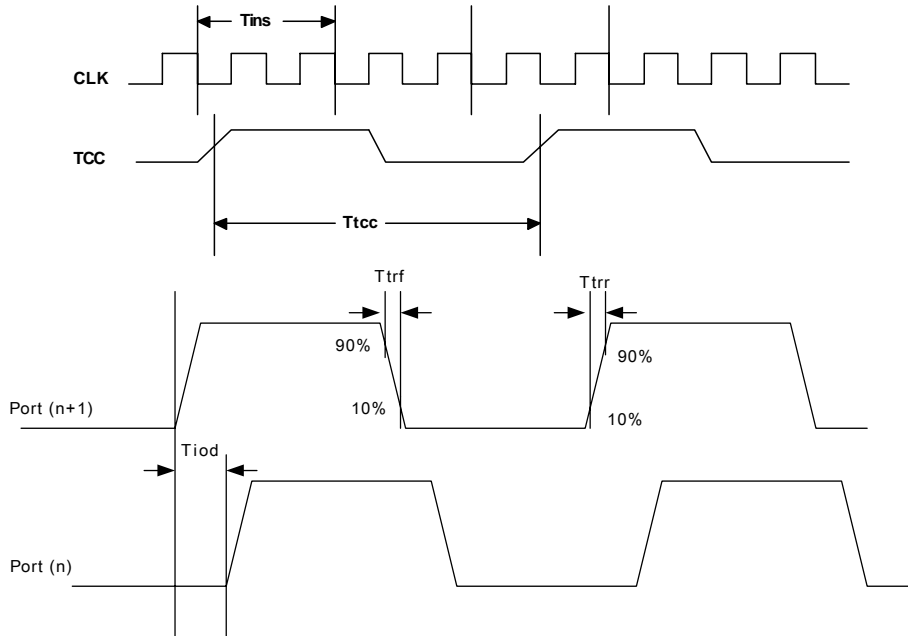 Tins
CLK
TCC
Ttcc
Ttrf
Ttrr
90%
90%
Port (n+1)
10%
10%
Tiod
Port (n)